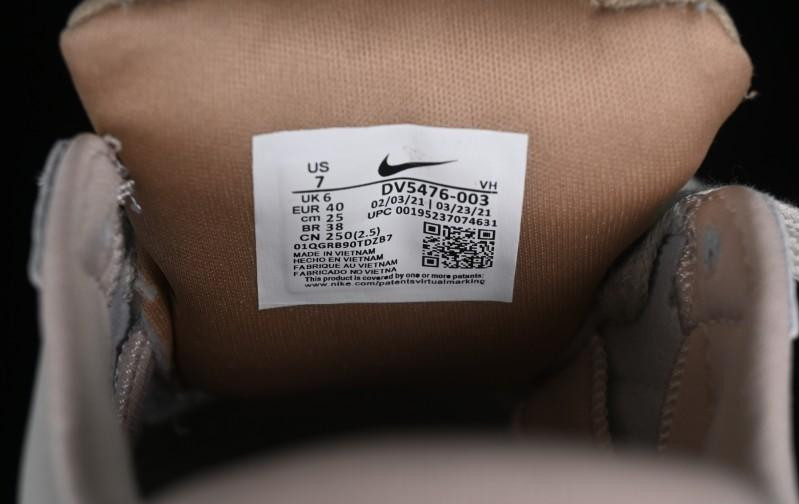 US
7
UK 6
EUR 40
cm 25
BR 38
CN 250(2.5)
01QGRB90TDZB7
VH
DV5476-003
02/03/21 | 03/23/21
UPC 00195237074631
MADE IN VIETNAM
HECHO EN VIETNAM
FABRIQUE AU VIETNAM
FABRICADO NO VIETNA
This product is covered by one or more patents:
www.nike.com/patentsvirtualmarking